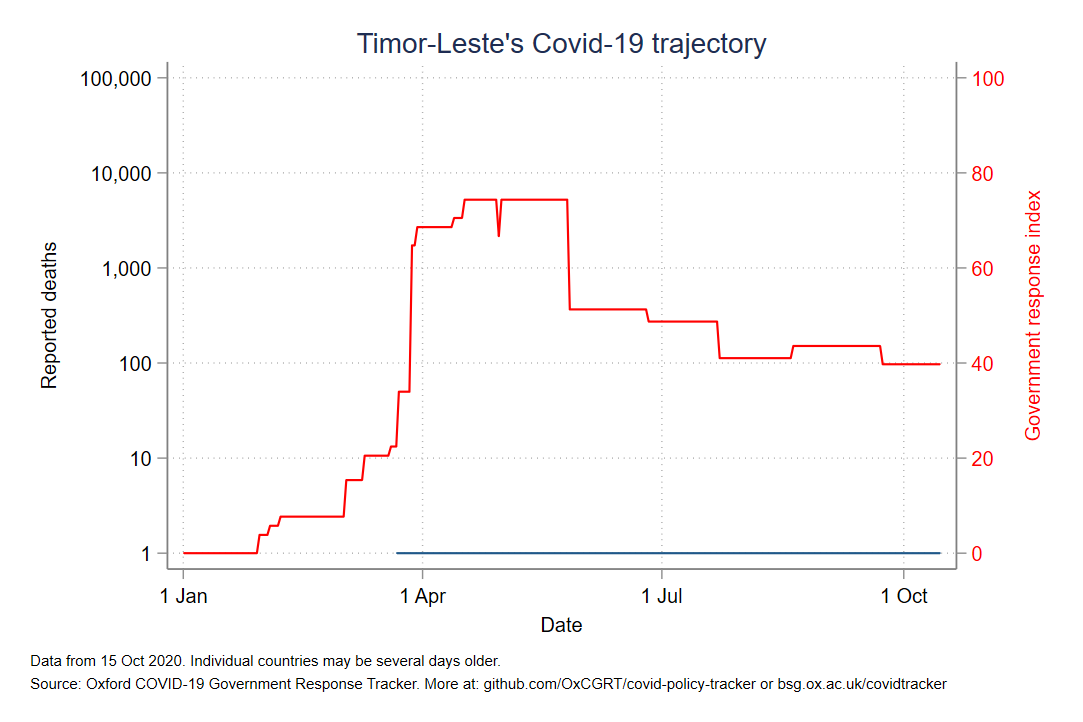 Timor-Leste's Covid-19 trajectory
100,000
10,000
1,000
100
10
1
Reported deaths
100
80
60
40
20
0
Government response index
1 Jan
1 Apr
1 Jul
1 Oct
Date
Data from 15 Oct 2020. Individual countries may be several days older.
Source: Oxford COVID-19 Government Response Tracker. More at: github.com/OxCGRT/covid-policy-tracker or bsg.ox.ac.uk/covidtracker